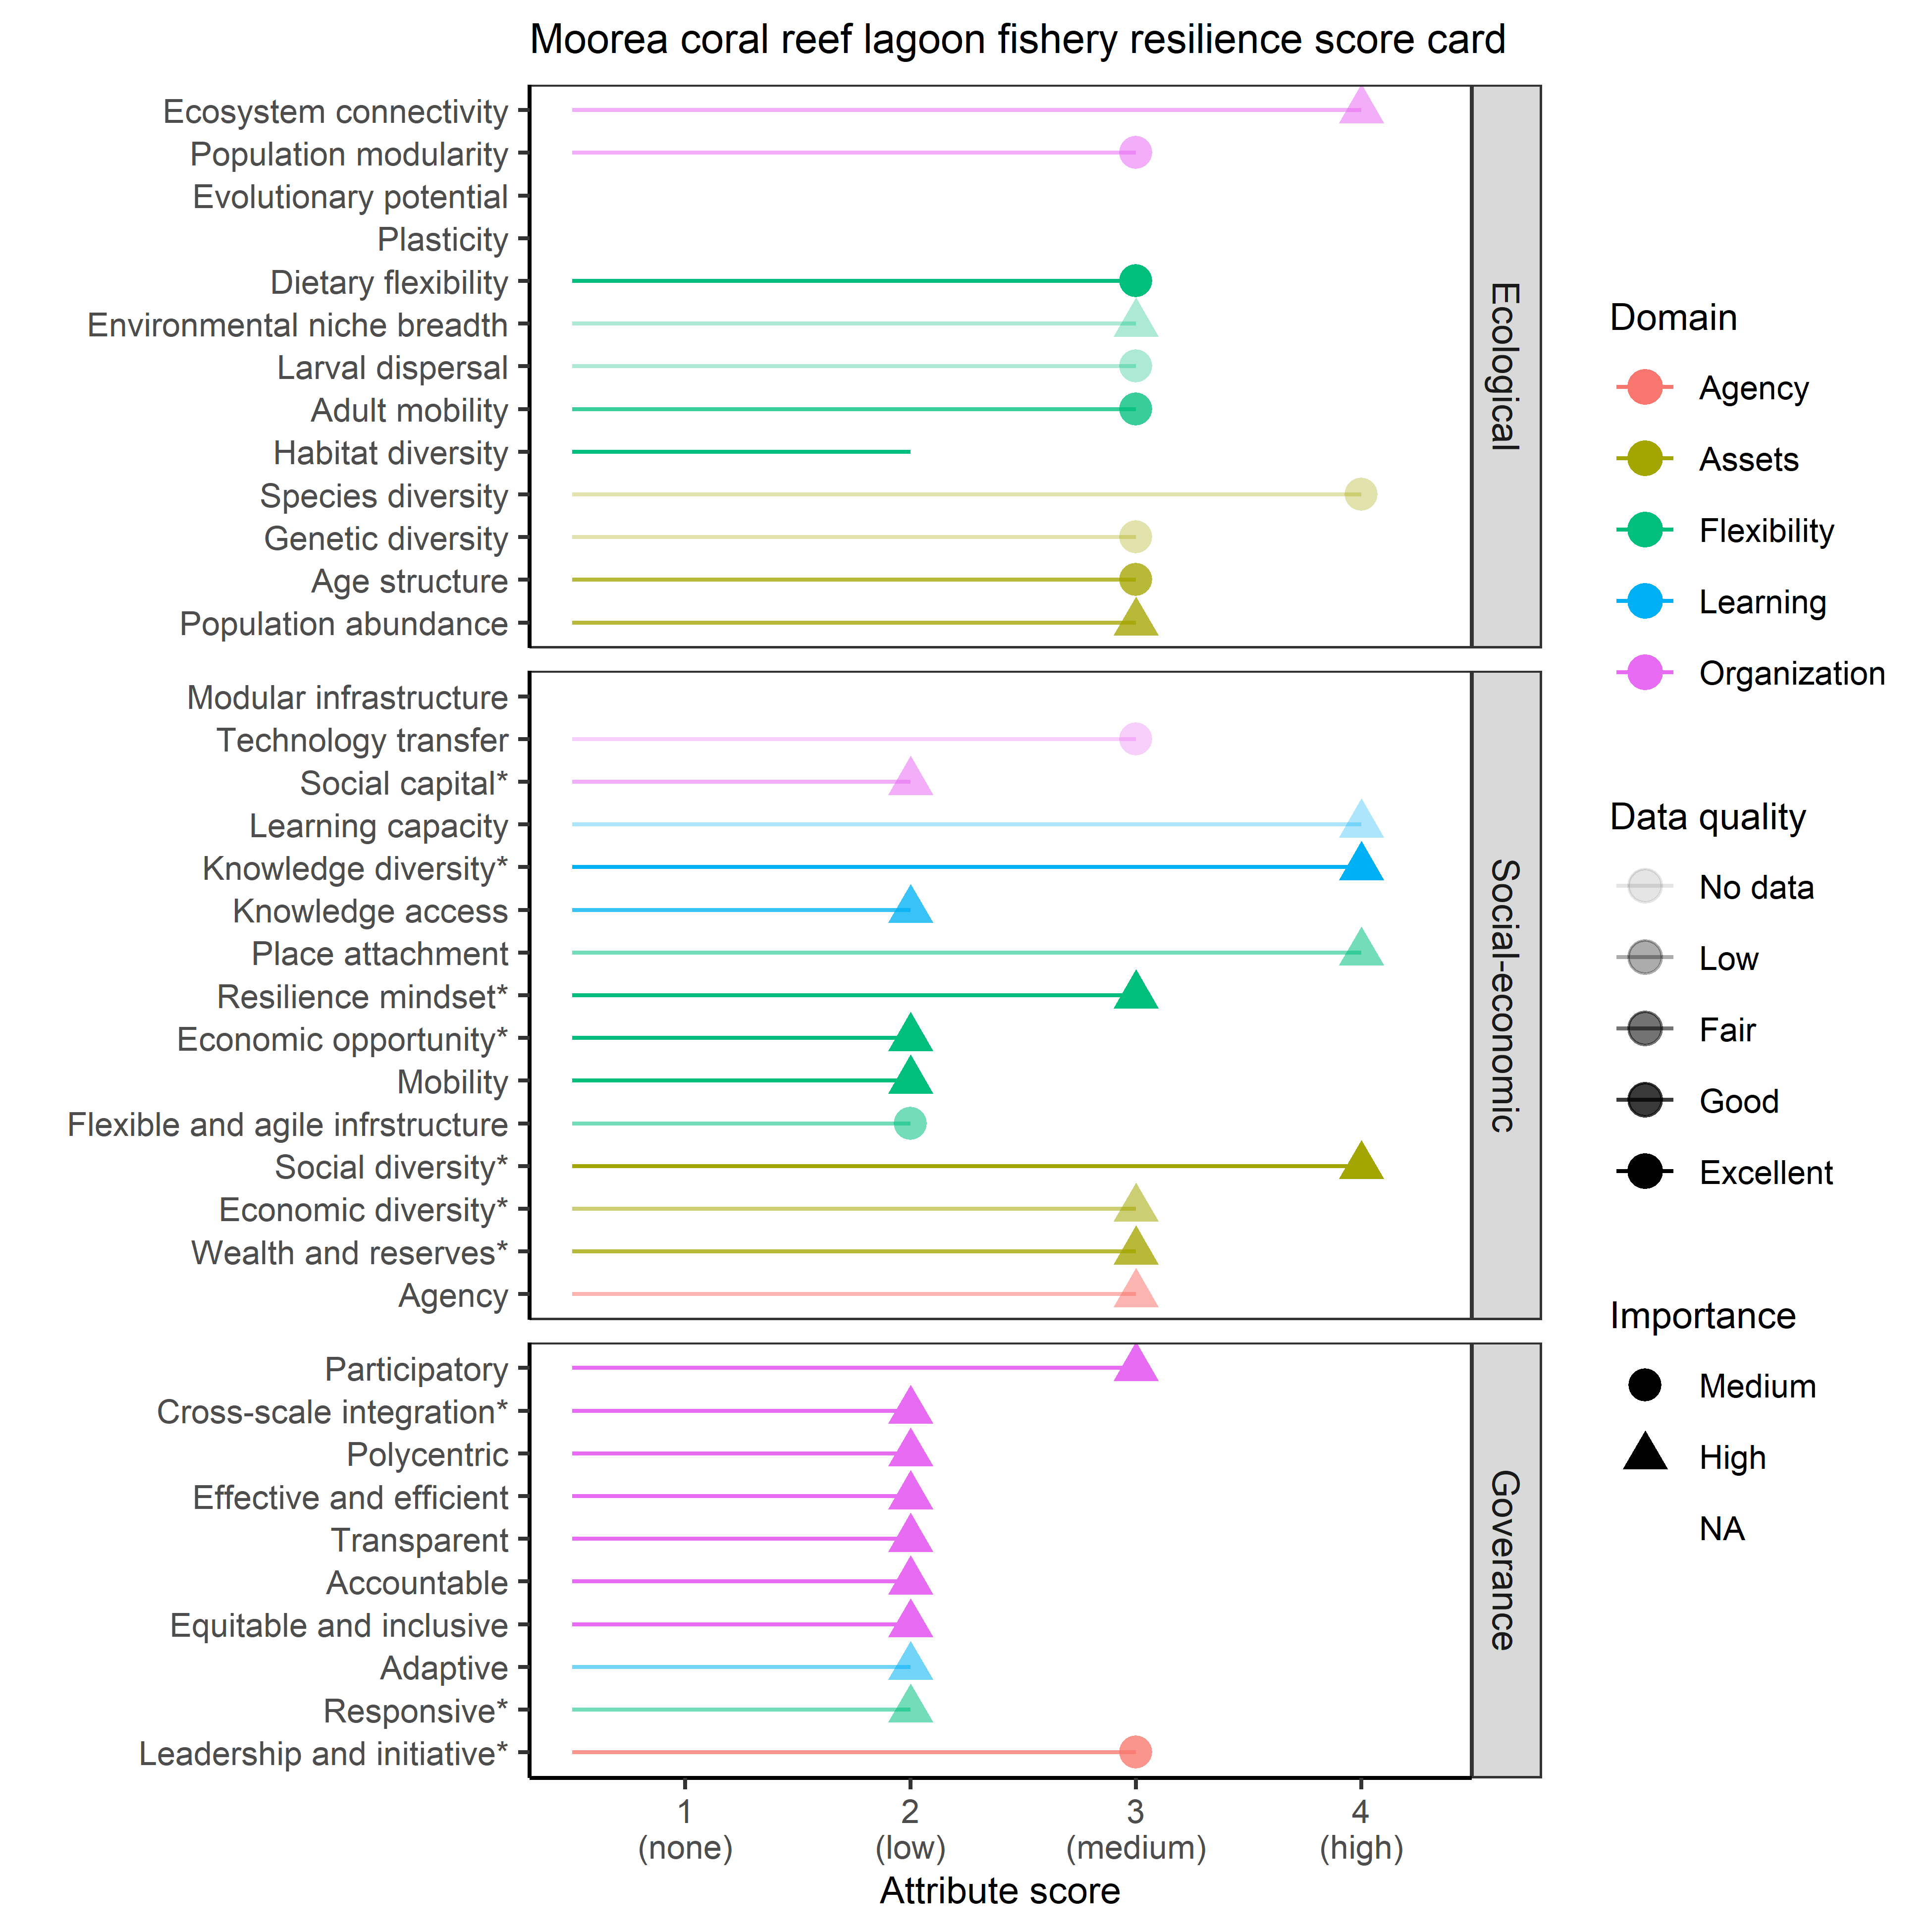 Moorea coral reef lagoon fishery resilience score card
Ecosystem connectivity
Population modularity
Evolutionary potential
Plasticity
Dietary flexibility
Environmental niche breadth
Larval dispersal
Adult mobility
Habitat diversity
Species diversity
Genetic diversity
Age structure
Population abundance
Ecological
Modular infrastructure
Technology transfer
Social capital*
Learning capacity
Knowledge diversity*
Knowledge access
Place attachment
Resilience mindset*
Economic opportunity*
Mobility
Flexible and agile infrstructure
Social diversity*
Economic diversity*
Wealth and reserves*
Agency
Social-economic
Participatory
Cross-scale integration*
Polycentric
Effective and efficient
Transparent
Accountable
Equitable and inclusive
Adaptive
Responsive*
Leadership and initiative*
Goverance
1 2 3 4
(none) (low) (medium) (high)
Attribute score
Domain
Agency
Assets
Flexibility
Learning
Organization
Data quality
No data
Low
Fair
Good
Excellent
Importance
Medium
High
NA